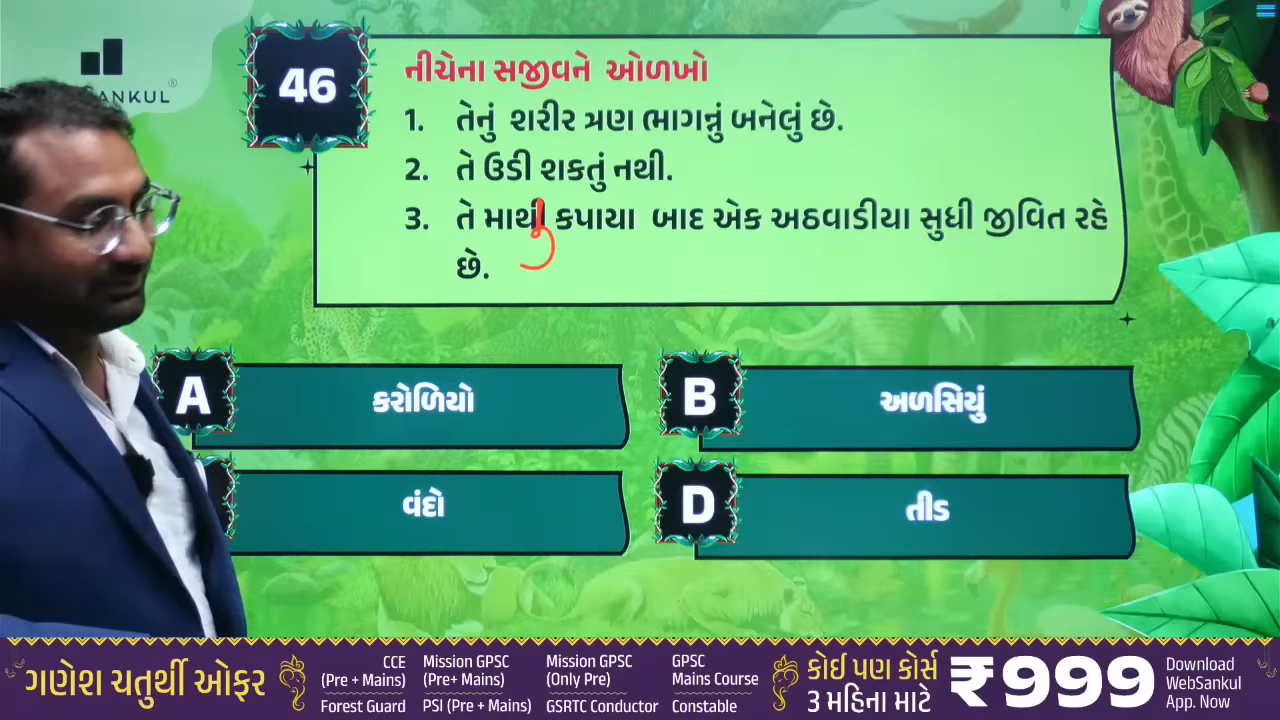 ANKUL®
46
નીચેના સજીવને ઓળખો
1. તેનું શરીર ત્રણ ભાગનું બનેલું છે.
2. તે ઉડી શકતું નથી.
3. તે માથું કપાયા બાદ એક અઠવાડીયા સુધી જીવિત રહે
છે.
A કરોળિયો
B અળસિયું
વંદો
D તીડ
ગણેશ ચતુર્થી ઓફર
CCE
(Pre + Mains)
Forest Guard
Mission GPSC
(Pre+ Mains)
PSI (Pre + Mains)
Mission GPSC
(Only Pre)
GSRTC Conductor
GPSC
Mains Course
Constable
કોઈ પણ કોર્સ
3 મહિના માટે
₹999
Download
WebSankul
App. Now